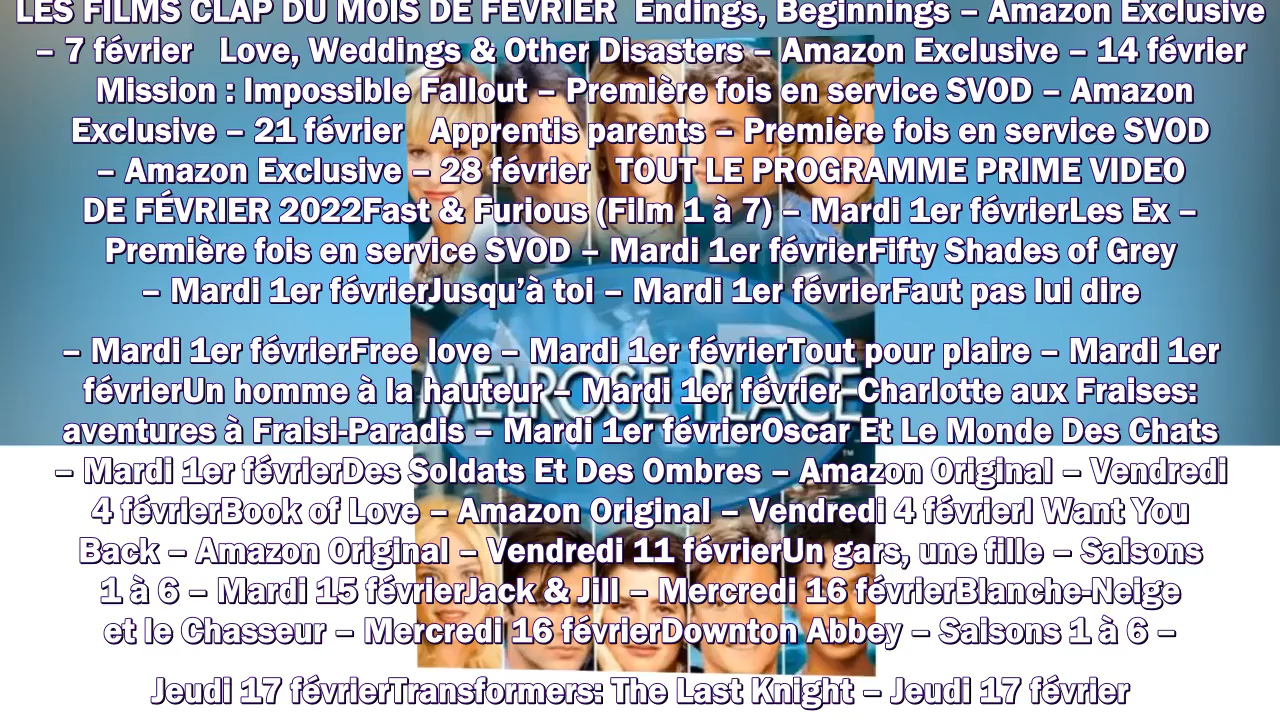 LES FILMS CLAP DU MOIS DE FÉVRIER  Endings, Beginnings – Amazon Exclusive
– 7 février   Love, Weddings & Other Disasters – Amazon Exclusive – 14 février
Mission : Impossible Fallout – Première fois en service SVOD – Amazon
Exclusive – 21 février   Apprentis parents – Première fois en service SVOD
– Amazon Exclusive – 28 février   TOUT LE PROGRAMME PRIME VIDEO
DE FÉVRIER 2022Fast & Furious (Film 1 à 7) – Mardi 1er févrierLes Ex –
Première fois en service SVOD – Mardi 1er févrierFifty Shades of Grey
– Mardi 1er févrierJusqu’à toi – Mardi 1er févrierFaut pas lui dire
– Mardi 1er févrierFree love – Mardi 1er févrierTout pour plaire – Mardi 1er
févrierUn homme à la hauteur – Mardi 1er février  Charlotte aux Fraises:
MELROSE PLACE
aventures à Fraisi-Paradis – Mardi 1er févrierOscar Et Le Monde Des Chats
– Mardi 1er févrierDes Soldats Et Des Ombres – Amazon Original – Vendredi
4 févrierBook of Love – Amazon Original – Vendredi 4 févrierI Want You
Back – Amazon Original – Vendredi 11 févrierUn gars, une fille – Saisons
1 à 6 – Mardi 15 févrierJack & Jill – Mercredi 16 févrierBlanche-Neige
et le Chasseur – Mercredi 16 févrierDownton Abbey – Saisons 1 à 6 –
Jeudi 17 févrierTransformers: The Last Knight – Jeudi 17 février